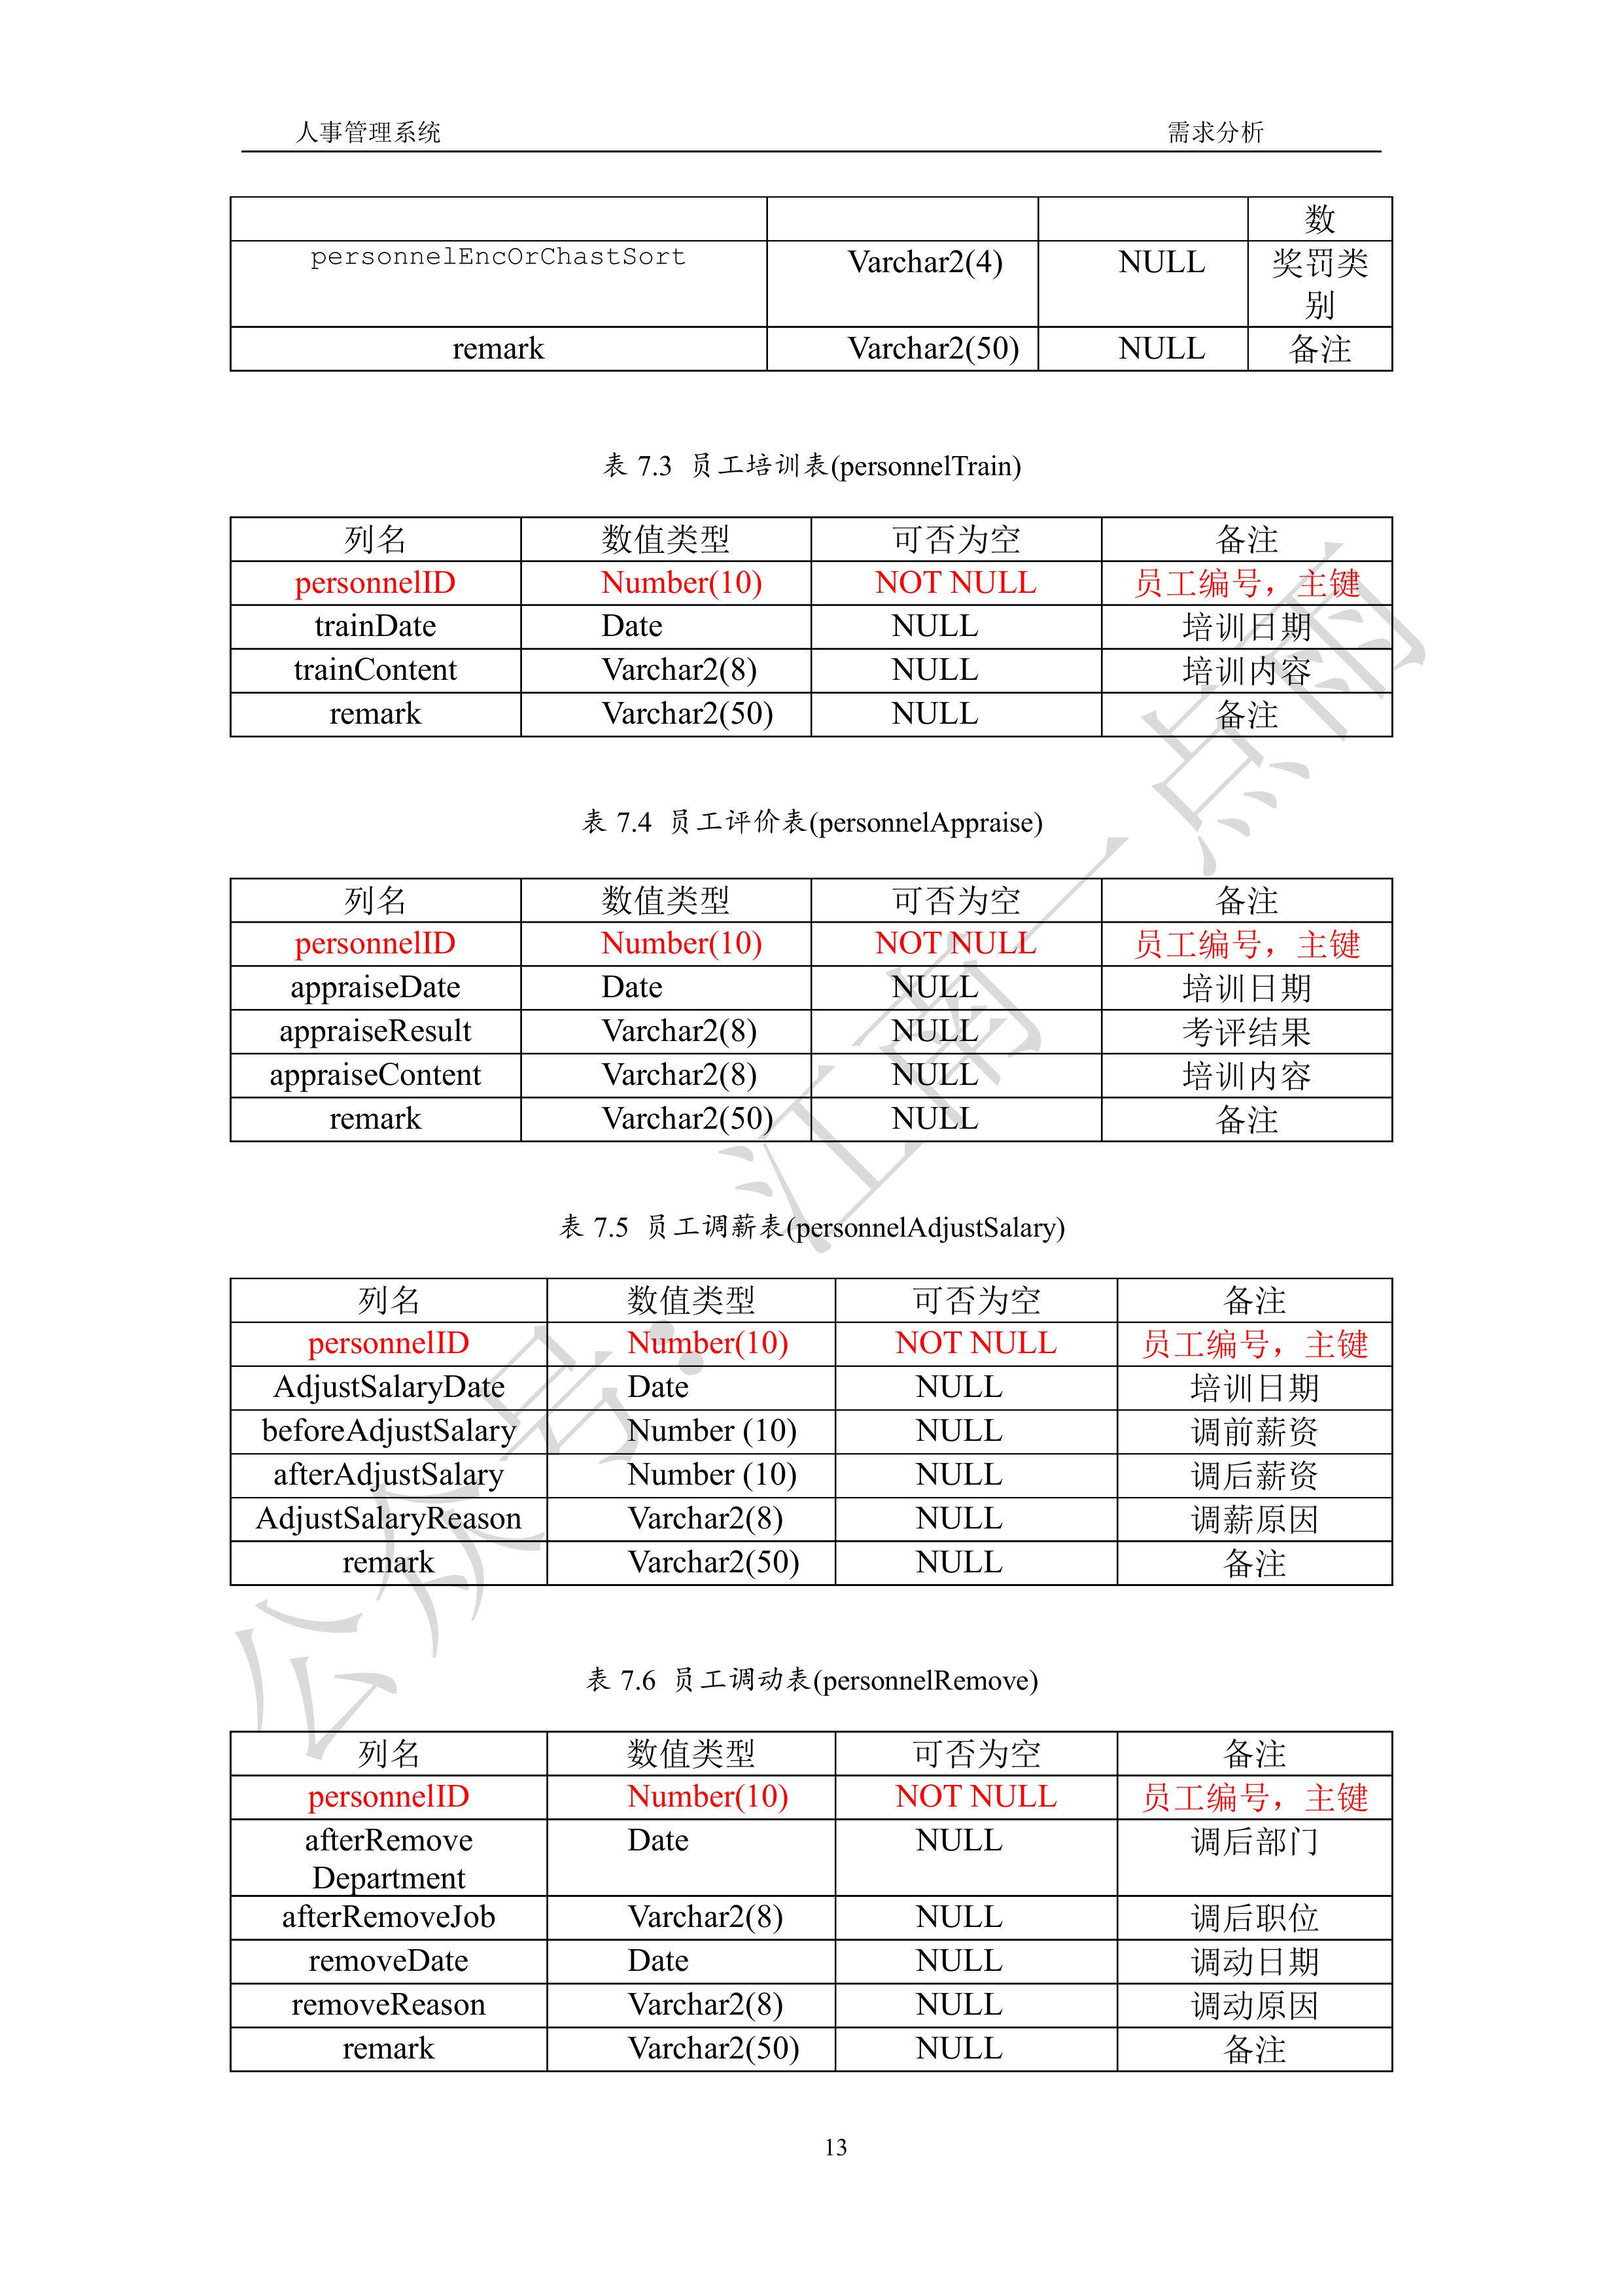 人事管理系统 需求分析
数
personnelEncOrChastSort Varchar2(4) NULL 奖罚类
别
remark Varchar2(50) NULL 备注
表 7.3 员工培训表(personnelTrain)
列名 数值类型 可否为空 备注
personnelID Number(10) NOT NULL 员工编号，主键
trainDate Date NULL 培训日期
trainContent Varchar2(8) NULL 培训内容
remark Varchar2(50) NULL 备注
表 7.4 员工评价表(personnelAppraise)
列名 数值类型 可否为空 备注
personnelID Number(10) NOT NULL 员工编号，主键
appraiseDate Date NULL 培训日期
appraiseResult Varchar2(8) NULL 考评结果
appraiseContent Varchar2(8) NULL 培训内容
remark Varchar2(50) NULL 备注
表 7.5 员工调薪表(personnelAdjustSalary)
列名 数值类型 可否为空 备注
personnelID Number(10) NOT NULL 员工编号，主键
AdjustSalaryDate Date NULL 培训日期
beforeAdjustSalary Number (10) NULL 调前薪资
afterAdjustSalary Number (10) NULL 调后薪资
AdjustSalaryReason Varchar2(8) NULL 调薪原因
remark Varchar2(50) NULL 备注
表 7.6 员工调动表(personnelRemove)
列名 数值类型 可否为空 备注
personnelID Number(10) NOT NULL 员工编号，主键
afterRemove Date NULL 调后部门
Department
afterRemoveJob Varchar2(8) NULL 调后职位
removeDate Date NULL 调动日期
removeReason Varchar2(8) NULL 调动原因
remark Varchar2(50) NULL 备注
13
公众号：江南一点雨